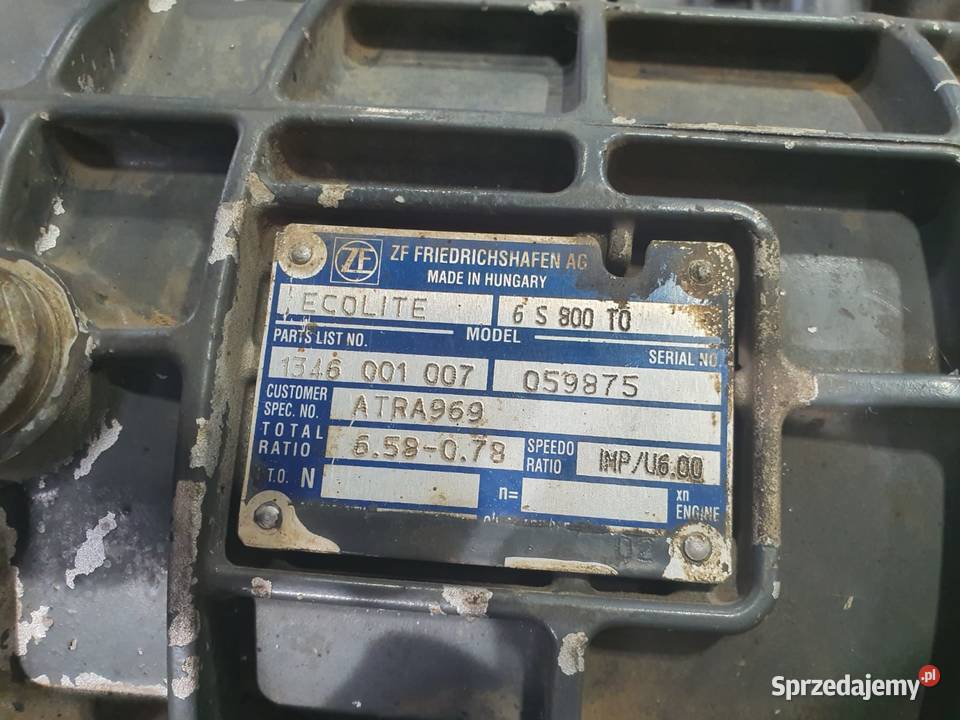 ZF ZF FRIEDRICHSHAFEN AG
MADE IN HUNGARY
ECOLITE 6 S 800 TO
PARTS LIST NO. MODEL SERIAL NO
1346 001 007 059875
CUSTOMER SPEC. NO. ATRA969
TOTAL RATIO 6.58-0.78 SPEEDO RATIO IMP/U6.00
T.O. N n= xn ENGINE
02
Sprzedajemy.pl